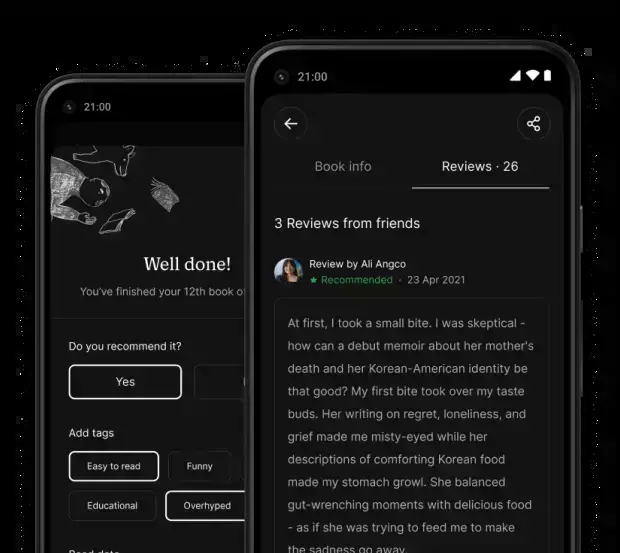 21:00
Well done!
You've finished your 12th book of
Do you recommend it?
Yes
Add tags
Easy to read
Funny
Educational
Overhyped
21:00
Book info
Reviews · 26
3 Reviews from friends
Review by Ali Angco
★ Recommended · 23 Apr 2021
At first, I took a small bite. I was skeptical -
how can a debut memoir about her mother's
death and her Korean-American identity be
that good? My first bite took over my taste
buds. Her writing on regret, loneliness, and
grief made me misty-eyed while her
descriptions of comforting Korean food
made my stomach growl. She balanced
gut-wrenching moments with delicious food
- as if she was trying to feed me to make
the sadness go away.